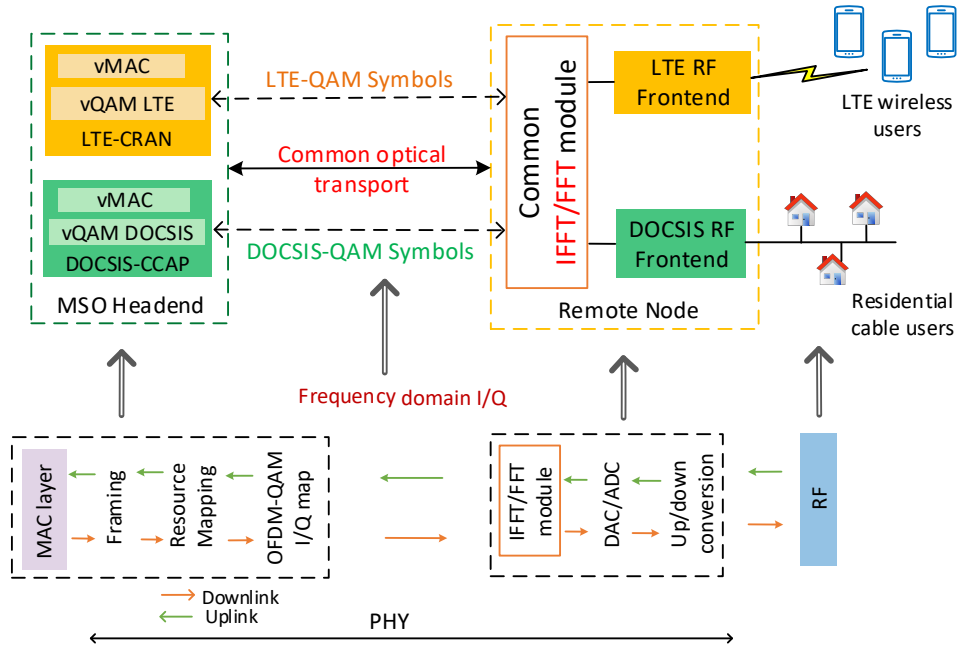 vMAC
vQAM LTE
LTE-CRAN
vMAC
vQAM DOCSIS
DOCSIS-CCAP
MSO Headend
LTE-QAM Symbols
Common optical
transport
DOCSIS-QAM Symbols
Common
IFFT/FFT module
LTE RF
Frontend
DOCSIS RF
Frontend
Remote Node
LTE wireless
users
Residential
cable users
Frequency domain I/Q
MAC layer
Framing
Resource
Mapping
OFDM-QAM
I/Q map
IFFT/FFT
module
DAC/ADC
Up/down
conversion
RF
Downlink
Uplink
PHY